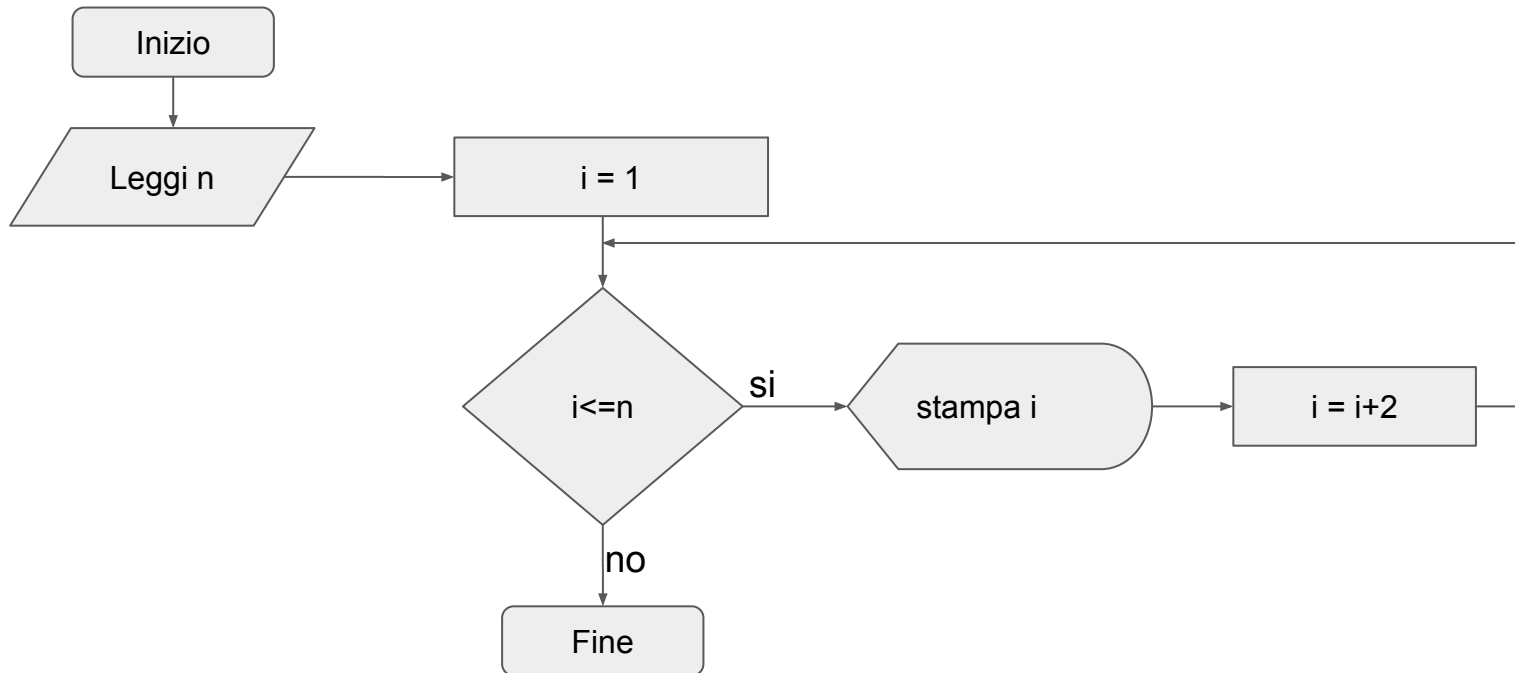 Inizio
Leggi n
i = 1
i<=n
si
stampa i
i = i+2
no
Fine